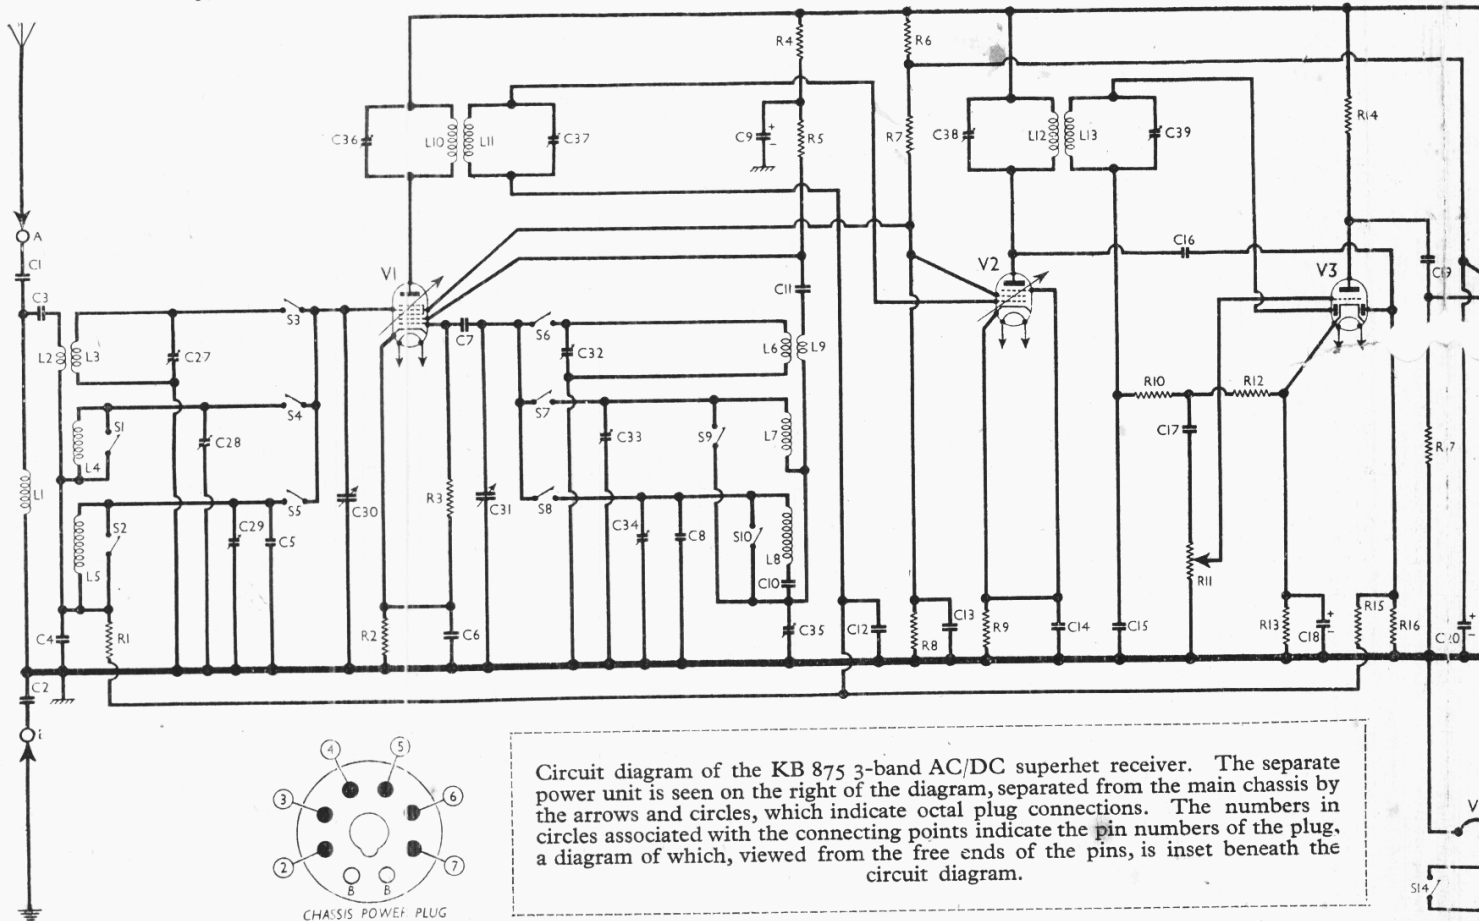 R4
R6
C36
L10
L11
C37
C9
+
−
R5
R7
C38
L12
L13
C39
R14
A
C1
C3
V1
C11
V2
C16
V3
C19
S3
C7
S6
L2
L3
C27
C32
L6
L9
R10
R12
S4
S7
S1
C28
C33
S9
L7
C17
R17
L4
L1
R3
S5
C30
C31
S8
S2
C29
C5
C34
C8
S10
L8
L5
C10
R11
C4
R1
R2
C6
C35
C12
R8
C13
R9
C14
C15
R13
C18
+
−
R15
R16
C20
+
−
C2
Circuit diagram of the KB 875 3-band AC/DC superhet receiver. The separate
power unit is seen on the right of the diagram, separated from the main chassis by
the arrows and circles, which indicate octal plug connections. The numbers in
circles associated with the connecting points indicate the pin numbers of the plug,
a diagram of which, viewed from the free ends of the pins, is inset beneath the
circuit diagram.
4
5
3
6
2
7
B
B
CHASSIS POWER PLUG
V
S14